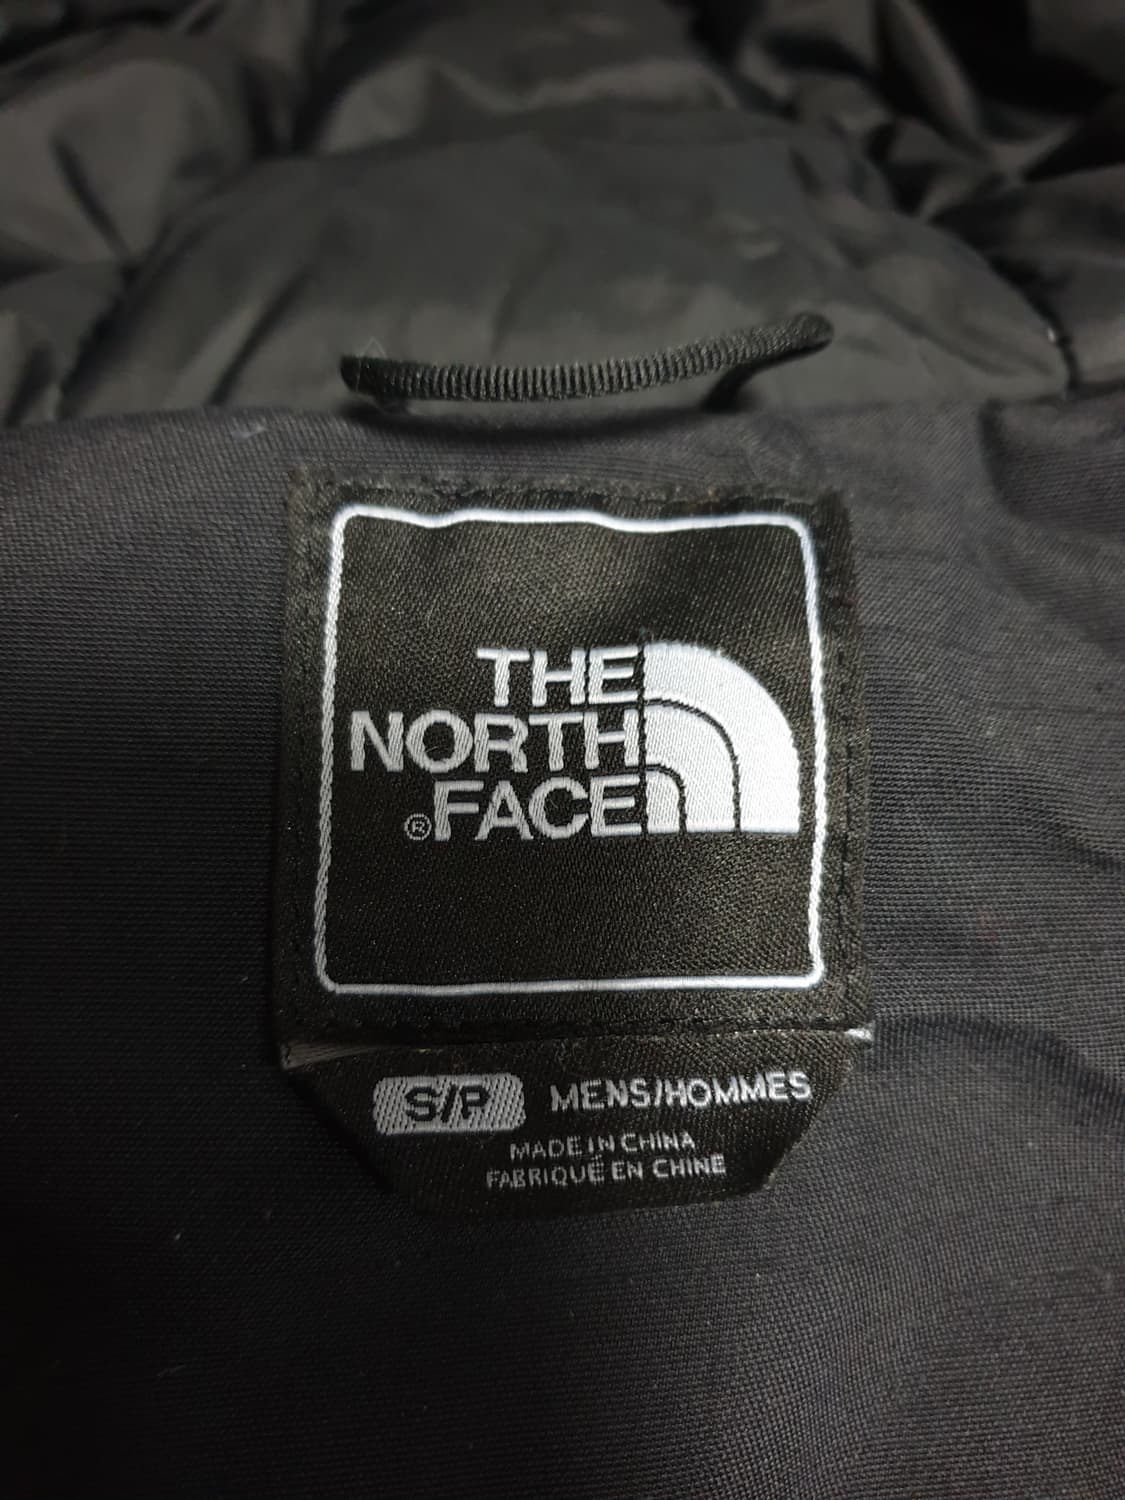 THE
NORTH
®FACE
S/P MENS/HOMMES
MADE IN CHINA
FABRIQUÉ EN CHINE